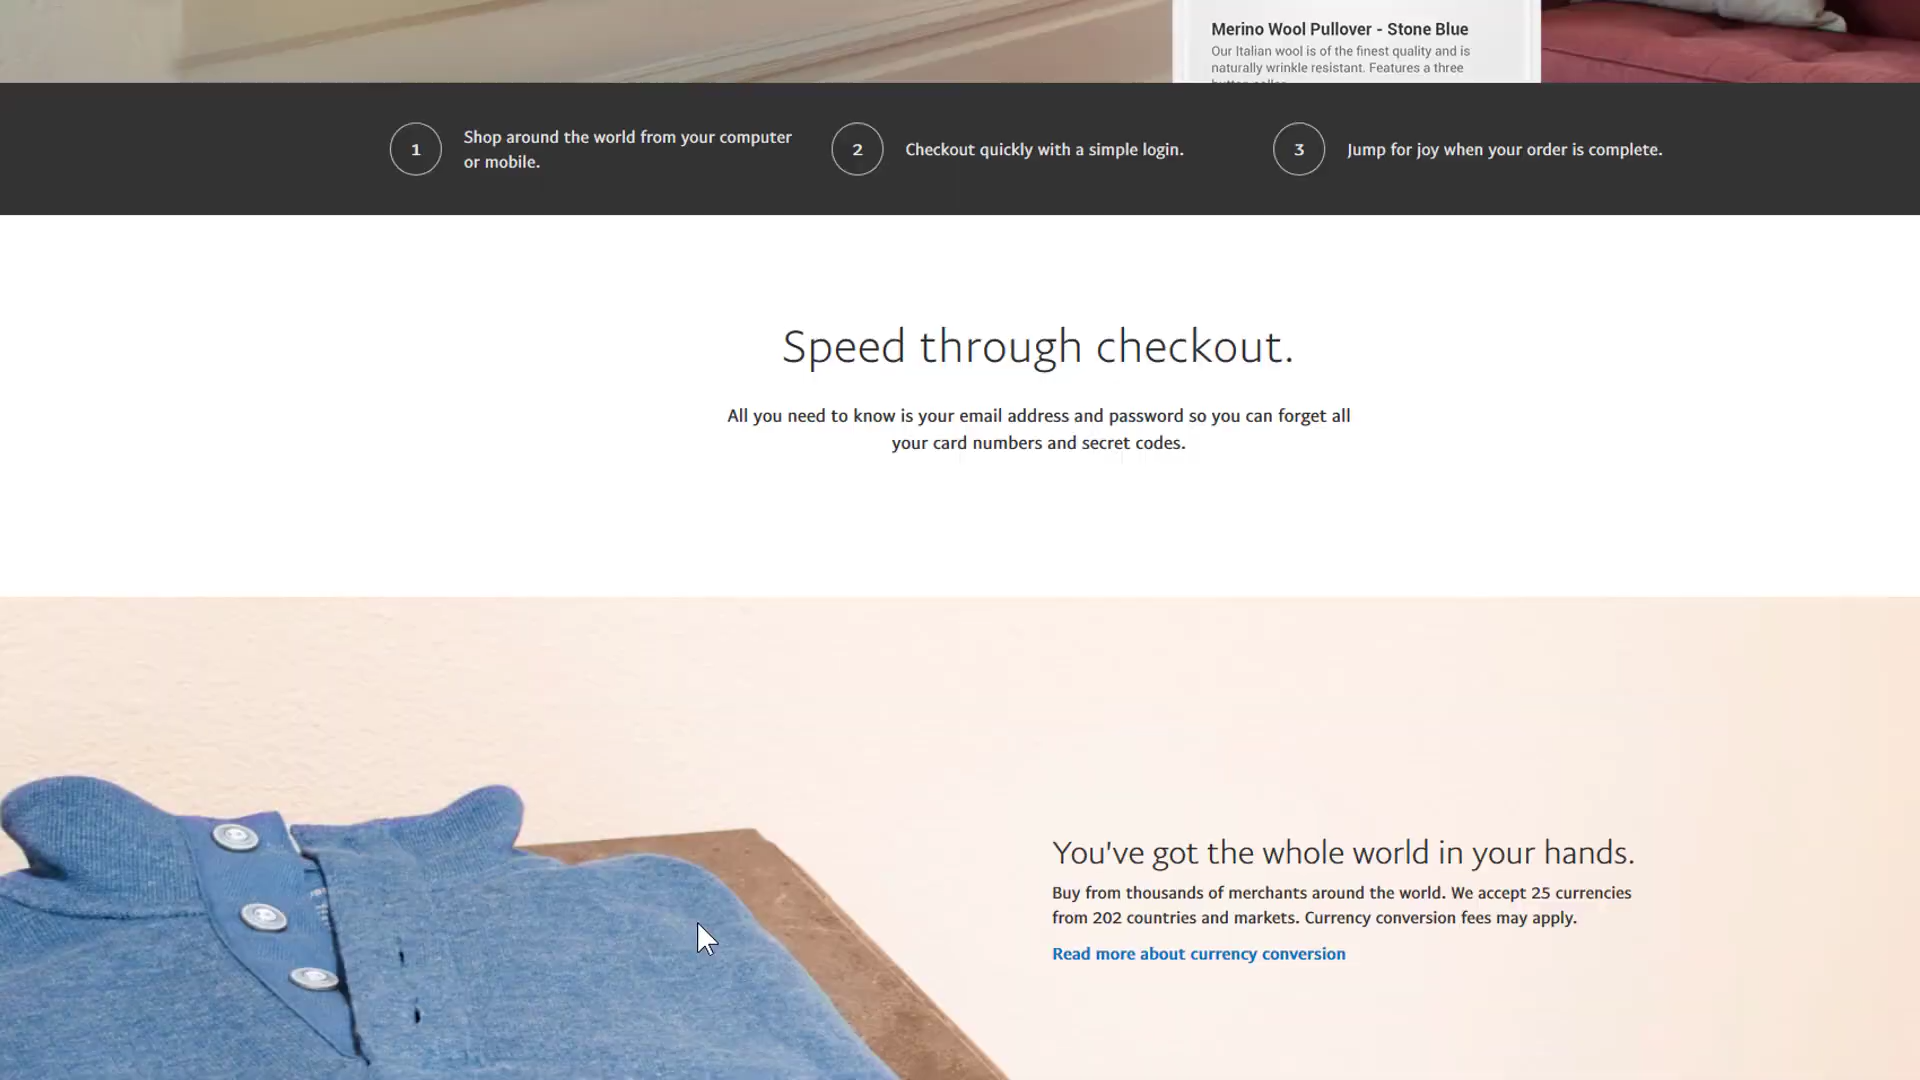 Merino Wool Pullover - Stone Blue
Our Italian wool is of the finest quality and is
naturally wrinkle resistant. Features a three
1
Shop around the world from your computer
or mobile.
2
Checkout quickly with a simple login.
3
Jump for joy when your order is complete.
Speed through checkout.
All you need to know is your email address and password so you can forget all
your card numbers and secret codes.
You've got the whole world in your hands.
Buy from thousands of merchants around the world. We accept 25 currencies
from 202 countries and markets. Currency conversion fees may apply.
Read more about currency conversion